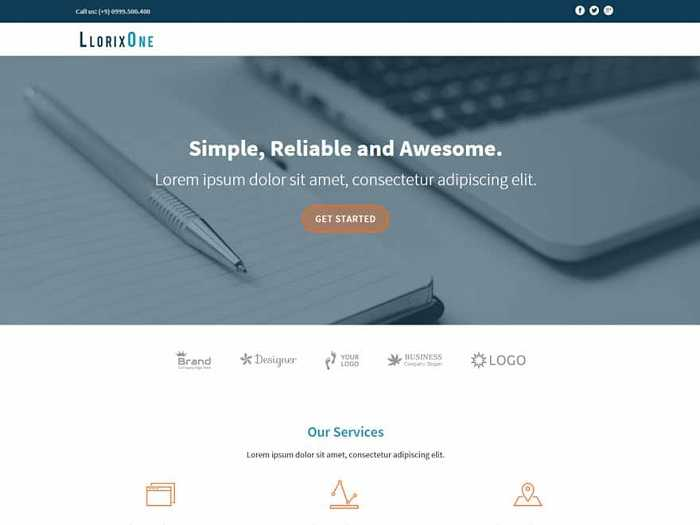 Call us: (+9) 0999.500.400
LLORIXONE
Simple, Reliable and Awesome.
Lorem ipsum dolor sit amet, consectetur adipiscing elit.
GET STARTED
Brand
Designer
YOUR
LOGO
BUSINESS
Company Slogan
LOGO
Our Services
Lorem ipsum dolor sit amet, consectetur adipiscing elit.